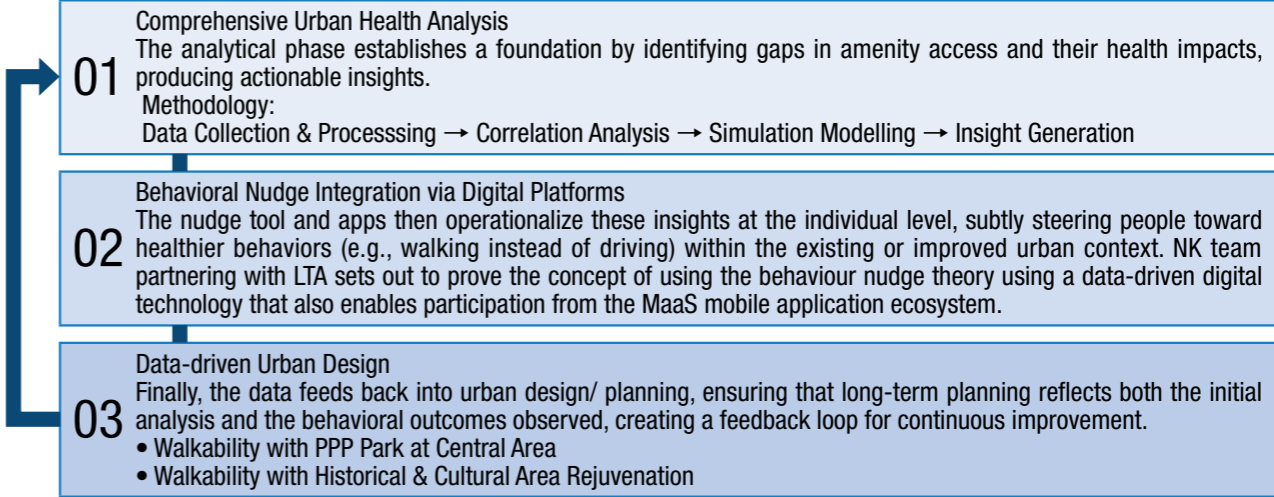 01
Comprehensive Urban Health Analysis
The analytical phase establishes a foundation by identifying gaps in amenity access and their health impacts,
producing actionable insights.
Methodology:
Data Collection & Processsing → Correlation Analysis → Simulation Modelling → Insight Generation
02
Behavioral Nudge Integration via Digital Platforms
The nudge tool and apps then operationalize these insights at the individual level, subtly steering people toward
healthier behaviors (e.g., walking instead of driving) within the existing or improved urban context. NK team
partnering with LTA sets out to prove the concept of using the behaviour nudge theory using a data-driven digital
technology that also enables participation from the MaaS mobile application ecosystem.
03
Data-driven Urban Design
Finally, the data feeds back into urban design/ planning, ensuring that long-term planning reflects both the initial
analysis and the behavioral outcomes observed, creating a feedback loop for continuous improvement.
• Walkability with PPP Park at Central Area
• Walkability with Historical & Cultural Area Rejuvenation